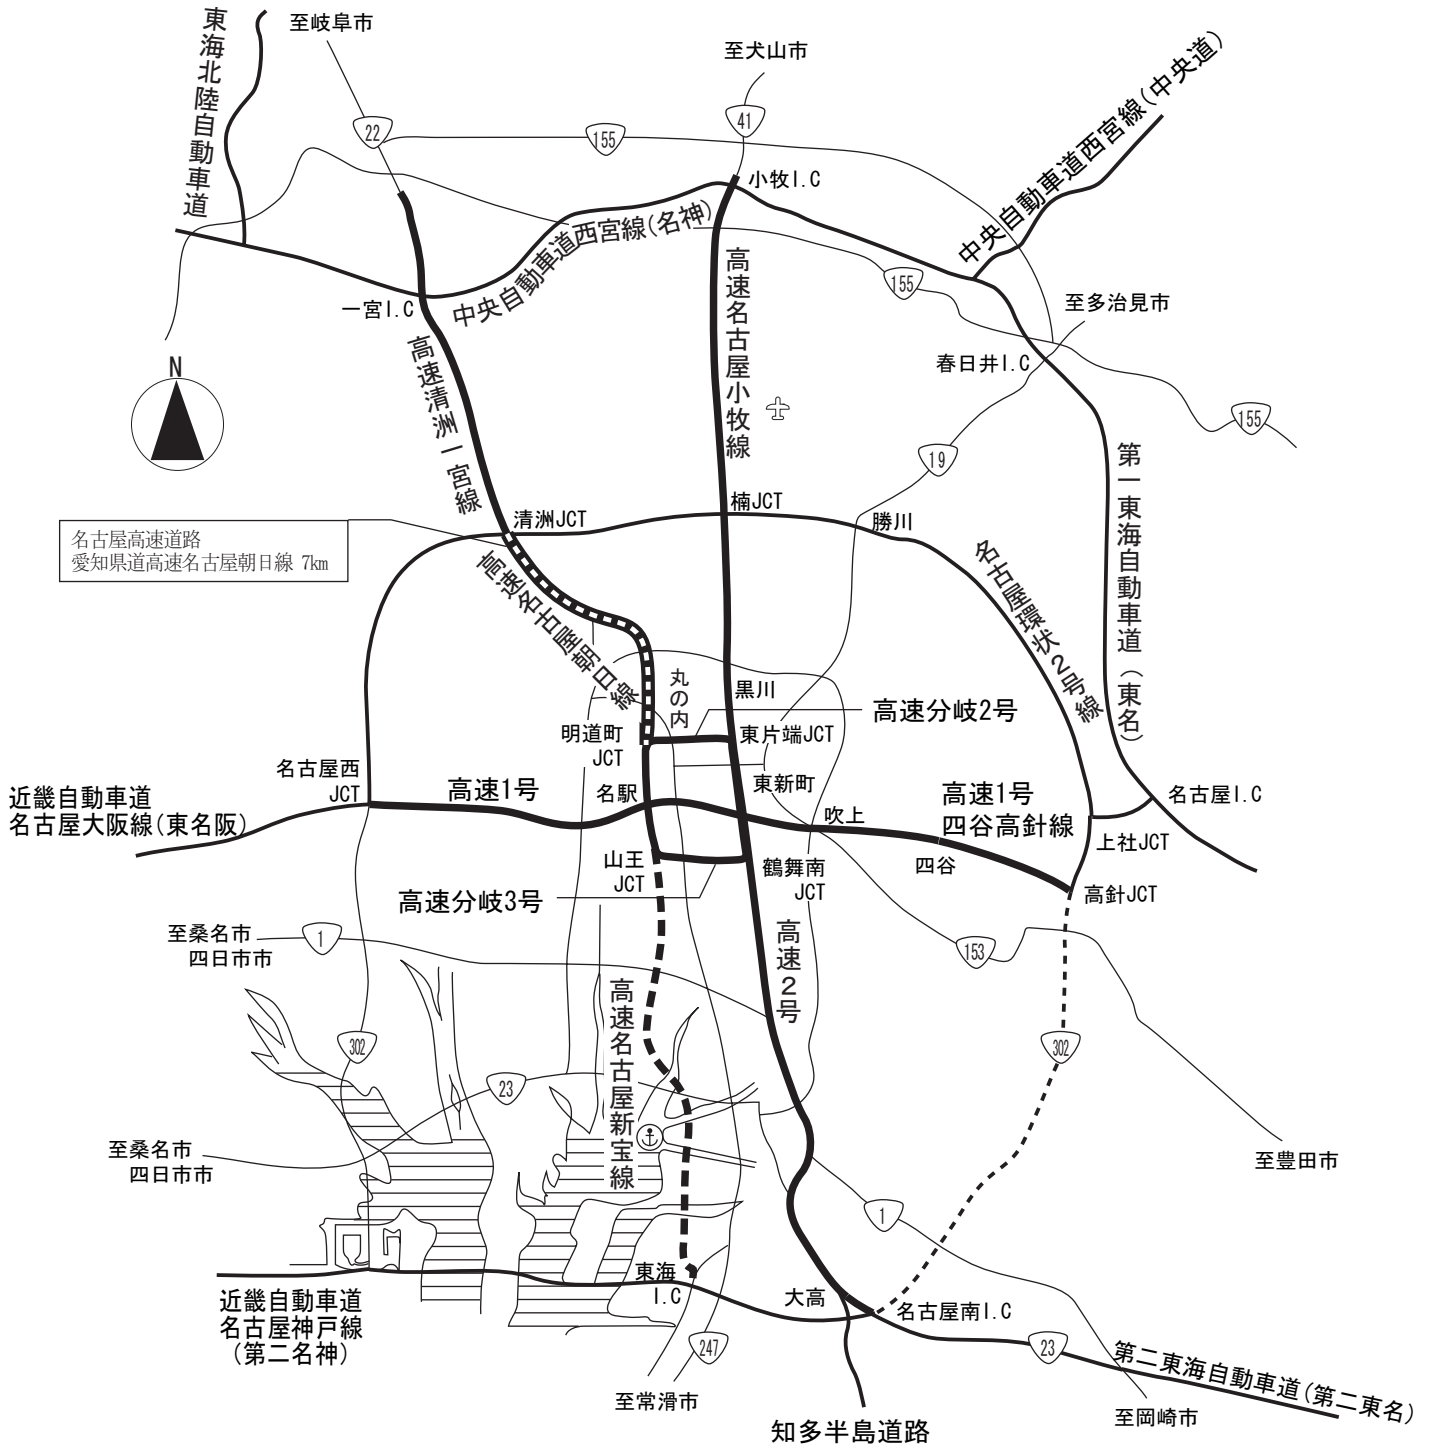 東海北陸自動車道
至岐阜市
至犬山市
中央自動車道西宮線(中央道)
22
155
41
小牧I.C
中央自動車道西宮線(名神)
高速名古屋小牧線
155
至多治見市
一宮I.C
春日井I.C
N
高速清洲一宮線
155
19
第一東海自動車道(東名)
楠JCT
清洲JCT
勝川
名古屋高速道路
愛知県道高速名古屋朝日線 7km
名古屋環状2号線
高速名古屋朝日線
丸の内
黒川
高速分岐2号
明道町
JCT
東片端JCT
名古屋西
JCT
高速1号
名駅
東新町
高速1号
四谷高針線
名古屋I.C
近畿自動車道
名古屋大阪線(東名阪)
吹上
上社JCT
山王
JCT
鶴舞南
JCT
四谷
高針JCT
高速分岐3号
高速2号
至桑名市
四日市市
1
153
高速名古屋新宝線
302
302
23
至桑名市
四日市市
至豊田市
1
東海
I.C
大高
名古屋南I.C
近畿自動車道
名古屋神戸線
(第二名神)
247
23
第二東海自動車道(第二東名)
至常滑市
至岡崎市
知多半島道路